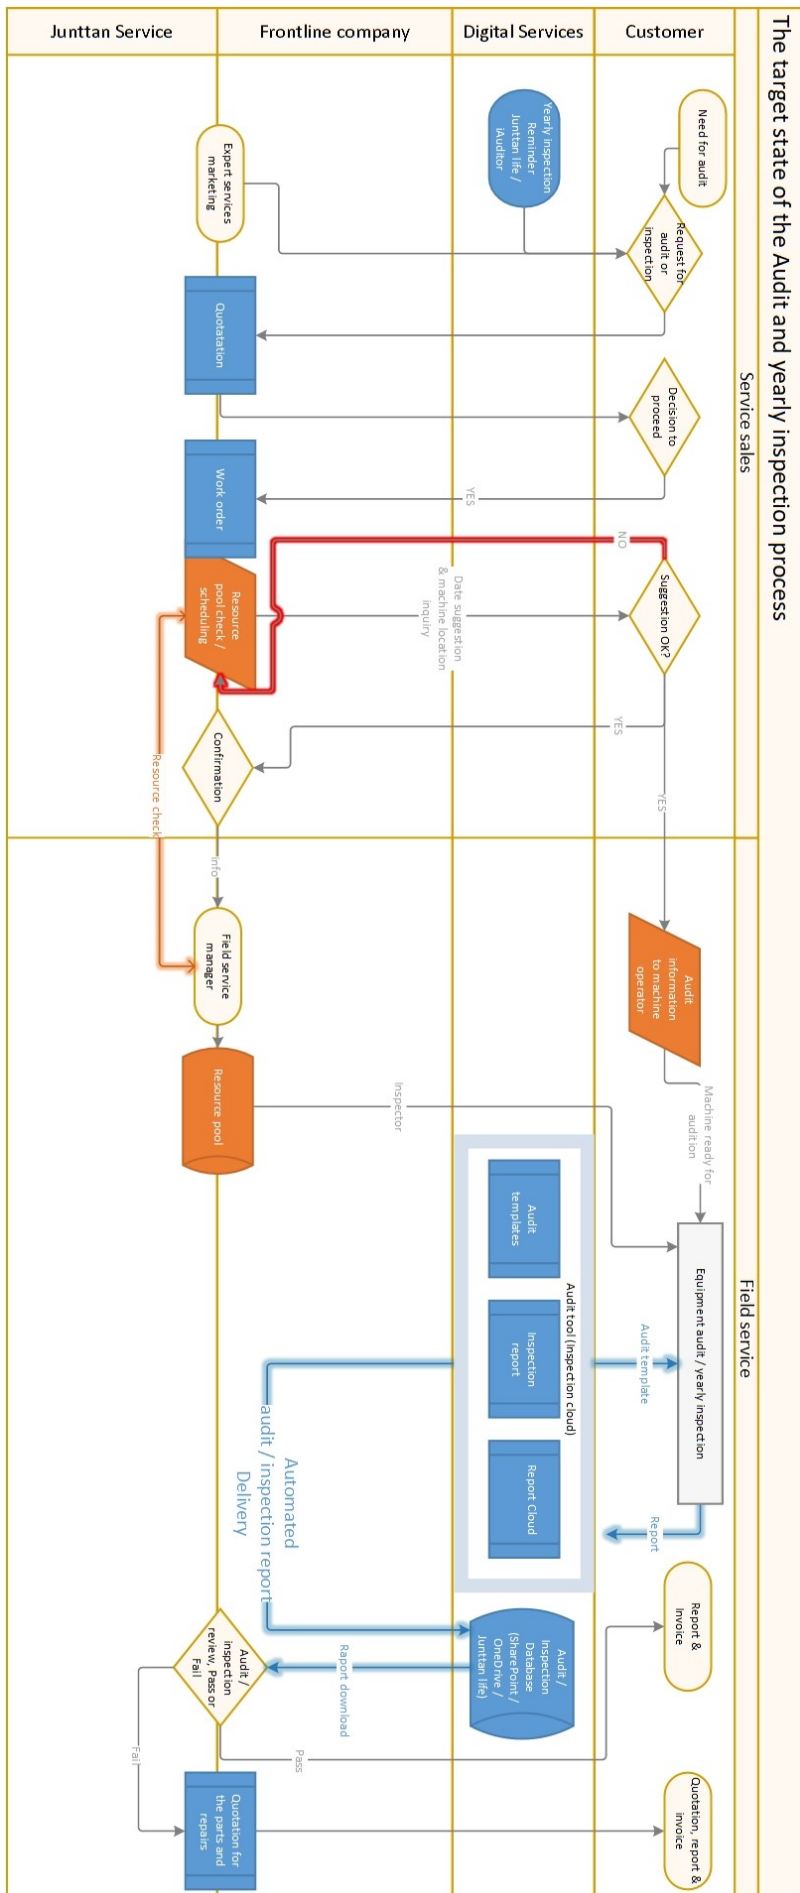 The target state of the Audit and yearly inspection process
Service sales
Field service
Customer
Digital Services
Frontline company
Junttan Service
Need for audit
Request for
audit or
inspection
Decision to
proceed
NO
Suggestion OK?
YES
YES
Audit
information
to machine
operator
Machine ready for
audition
Equipment audit / yearly inspection
Audit template
Report
Report &
Invoice
Quotation, report &
invoice
Yearly inspection
Reminder
Junttan life /
iAuditor
YES
Date suggestion
& machine location
inquiry
Inspector
Audit tool (Inspection cloud)
Audit
templates
Inspection
report
Report Cloud
Audit /
Inspection
Database
(SharePoint /
OneDrive /
Junttan life)
Automated
audit / inspection report
Delivery
Raport download
Pass
Expert services
marketing
Quotatation
Work order
Resource
pool check /
scheduling
Confirmation
Info
Field service
manager
Resource pool
Audit /
inspection
review, Pass or
Fail
Quotation for
the parts and
repairs
Resource check
Fail